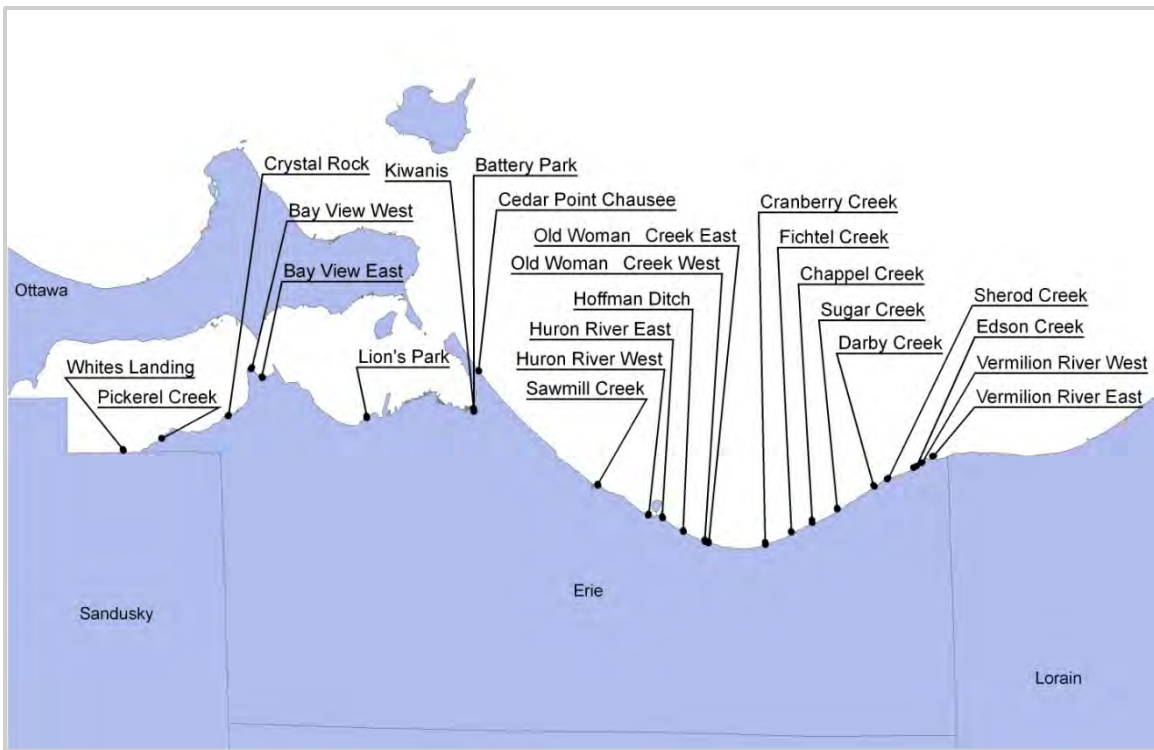 Crystal Rock
Kiwanis
Battery Park
Bay View West
Cedar Point Chausee
Cranberry Creek
Bay View East
Old Woman Creek East
Fichtel Creek
Old Woman Creek West
Chappel Creek
Ottawa
Hoffman Ditch
Sherod Creek
Sugar Creek
Huron River East
Edson Creek
Darby Creek
Lion's Park
Whites Landing
Huron River West
Vermilion River West
Pickerel Creek
Sawmill Creek
Vermilion River East
Erie
Sandusky
Lorain